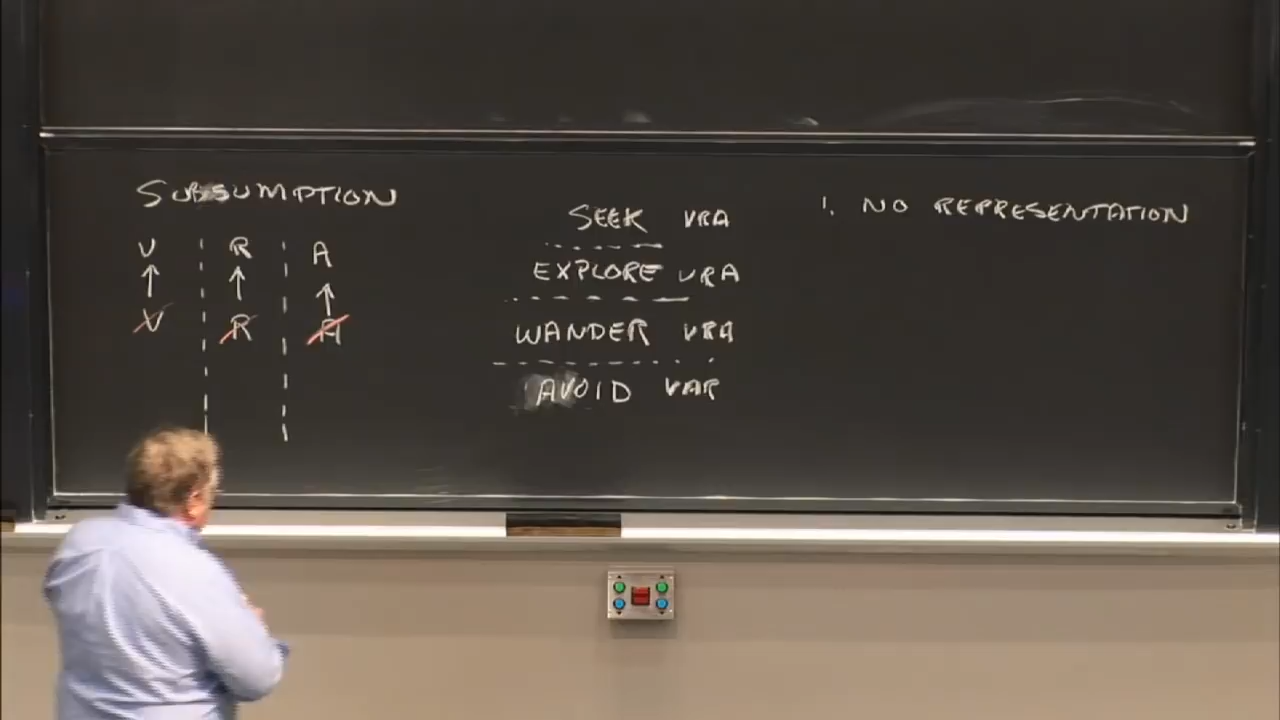 SUBSUMPTION
V R A
V R A
SEEK VRA
EXPLORE VRA
WANDER VRA
AVOID VAR
1. NO REPRESENTATION